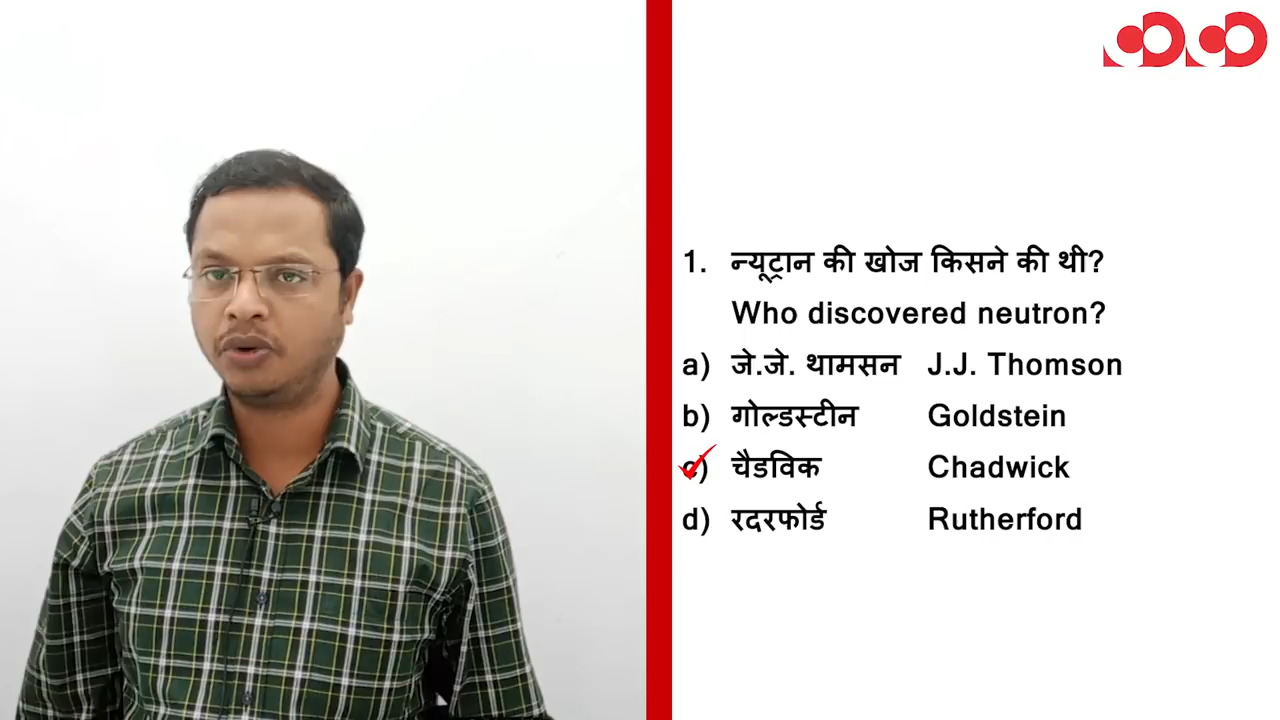 1. न्यूट्रान की खोज किसने की थी?
Who discovered neutron?
a) जे.जे. थामसन J.J. Thomson
b) गोल्डस्टीन Goldstein
c) चैडविक Chadwick
d) रदरफोर्ड Rutherford